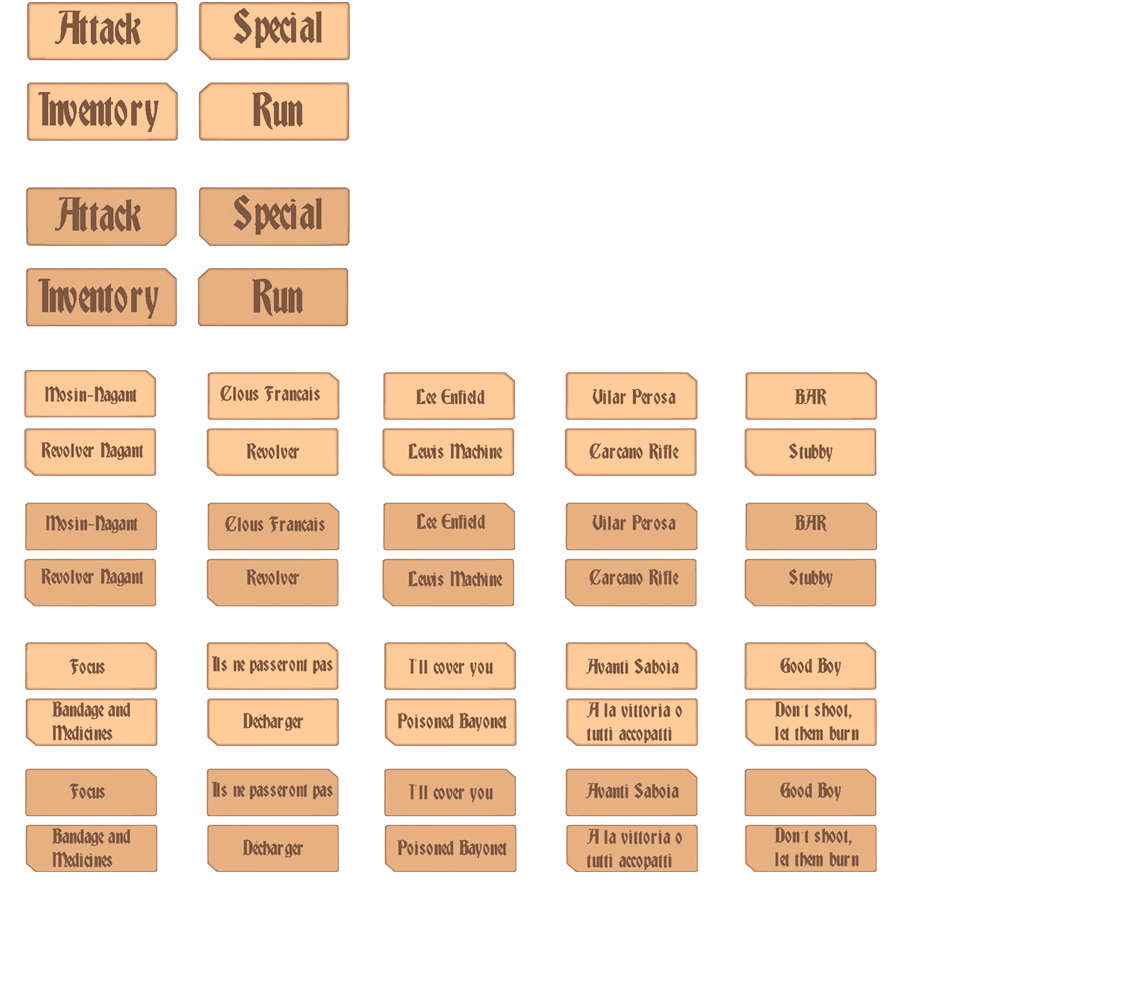 Attack
Special
Inventory
Run
Attack
Special
Inventory
Run
Mosin-Nagant
Clous Francais
Lee Enfield
Vilar Perosa
BAR
Revolver Nagant
Revolver
Lewis Machine
Carcano Rifle
Stubby
Mosin-Nagant
Clous Francais
Lee Enfield
Vilar Perosa
BAR
Revolver Nagant
Revolver
Lewis Machine
Carcano Rifle
Stubby
Focus
Ils ne passeront pas
I'll cover you
Avanti Saboia
Good Boy
Bandage and
Medicines
Décharger
Poisoned Bayonet
A la vittoria o
tutti accopatti
Don't shoot,
let them burn
Focus
Ils ne passeront pas
I'll cover you
Avanti Saboia
Good Boy
Bandage and
Medicines
Décharger
Poisoned Bayonet
A la vittoria o
tutti accopatti
Don't shoot,
let them burn